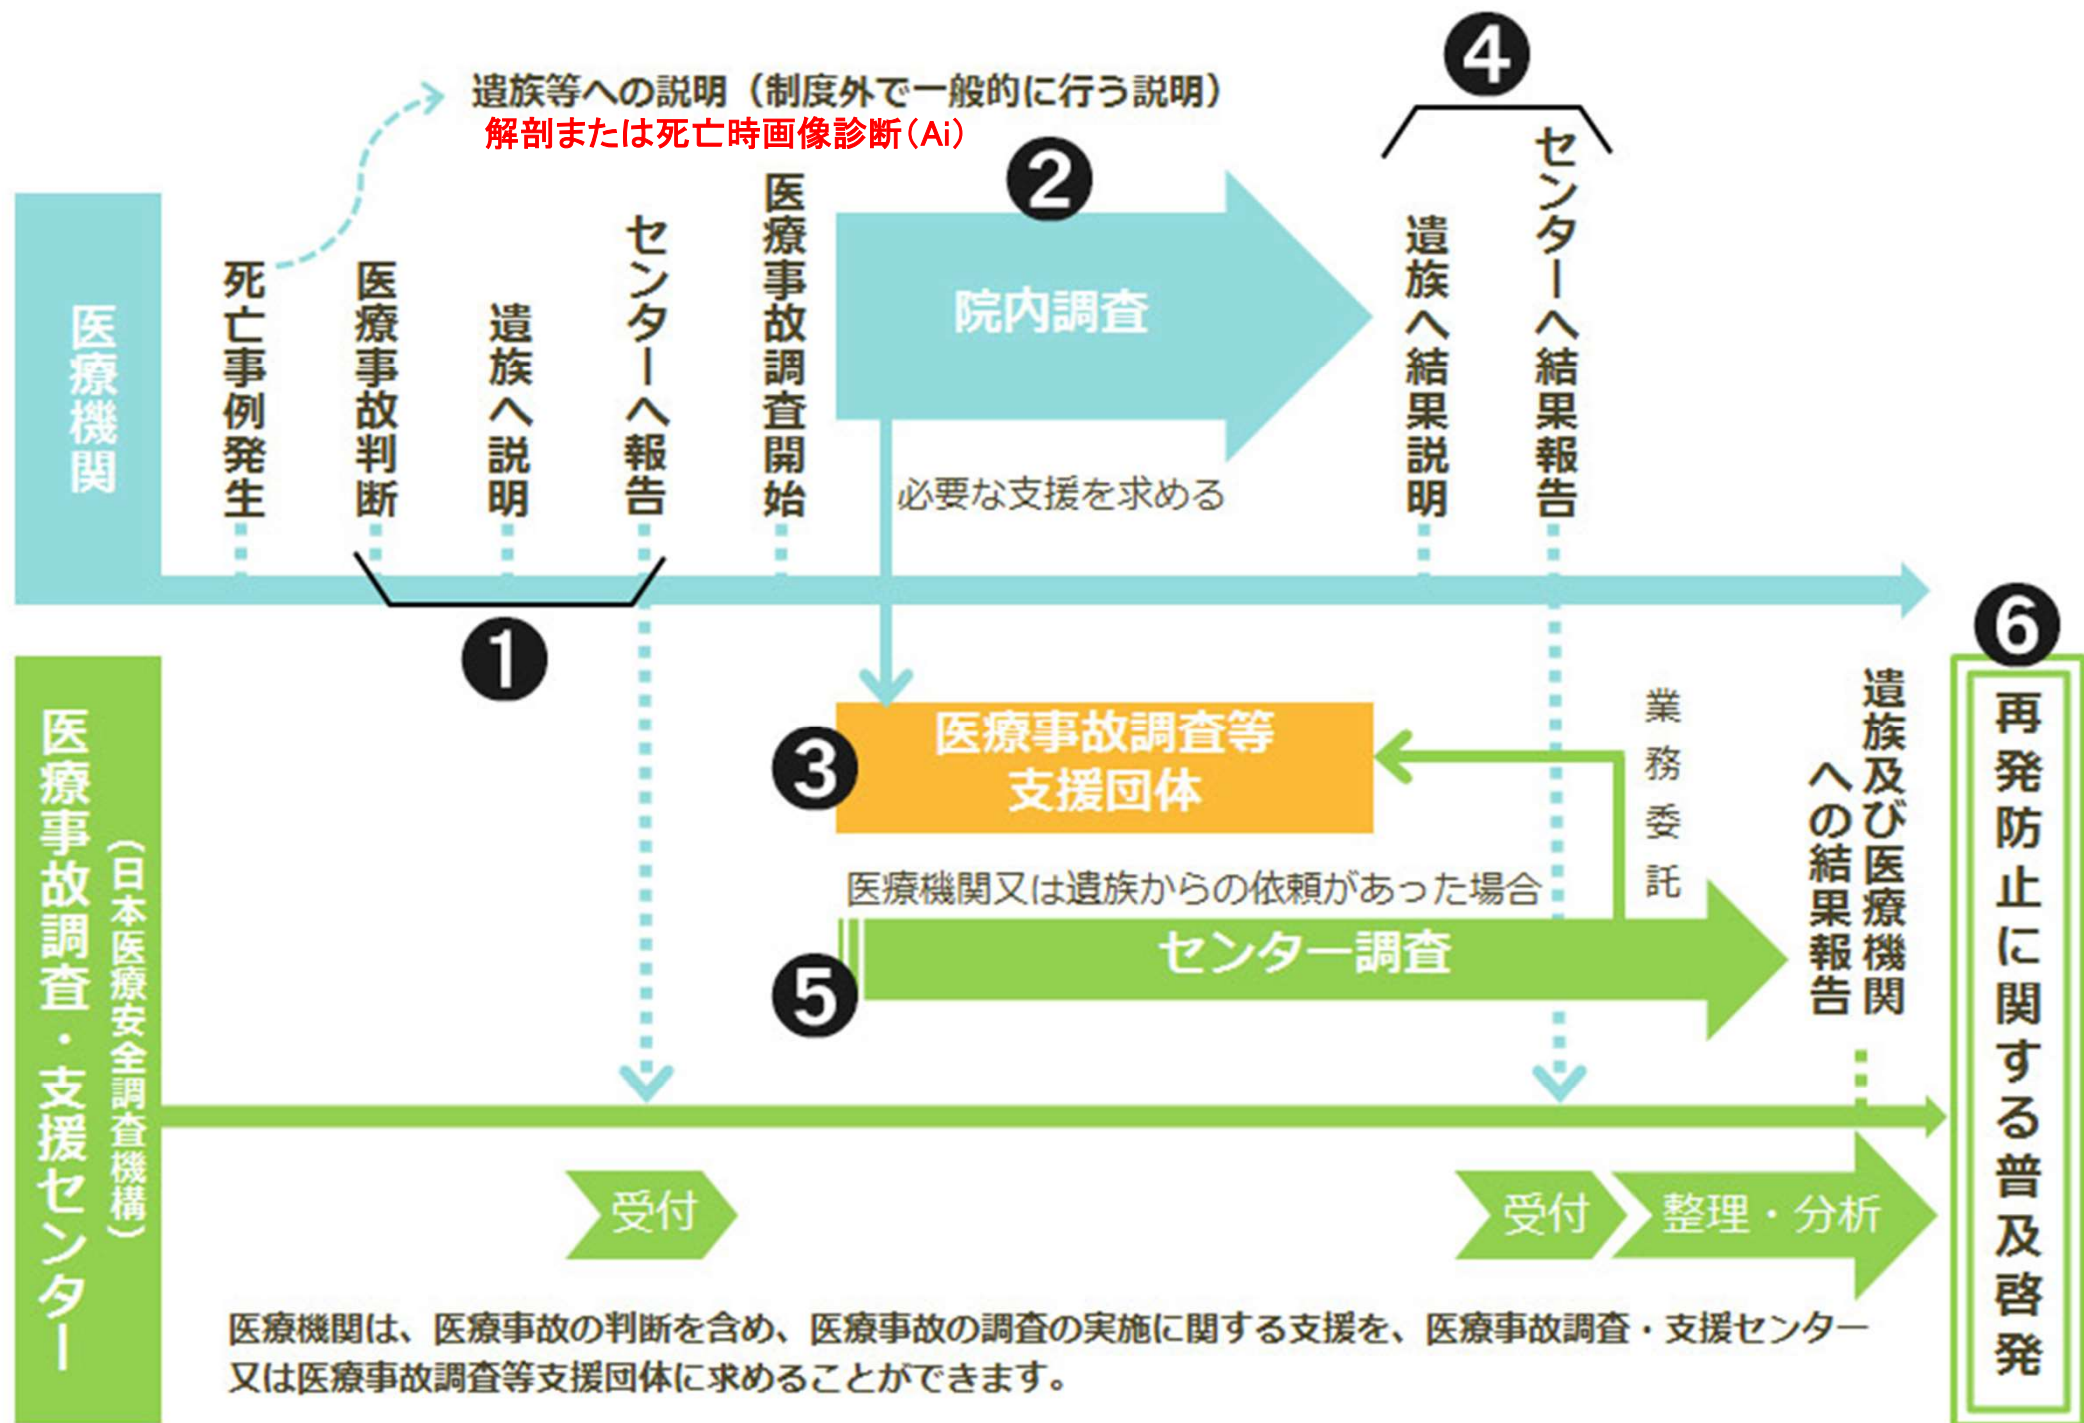 ❹
遺族等への説明（制度外で一般的に行う説明）
解剖または死亡時画像診断（Ai）
❷
医療機関
死亡事例発生
医療事故判断
遺族へ説明
センターへ報告
医療事故調査開始
院内調査
遺族へ結果説明
センターへ結果報告
必要な支援を求める
❶
❻
医療事故調査・支援センター
（日本医療安全調査機構）
❸
医療事故調査等
支援団体
業務委託
遺族及び医療機関
への結果報告
再発防止に関する普及啓発
医療機関又は遺族からの依頼があった場合
❺
センター調査
受付
受付
整理・分析
医療機関は、医療事故の判断を含め、医療事故の調査の実施に関する支援を、医療事故調査・支援センター
又は医療事故調査等支援団体に求めることができます。